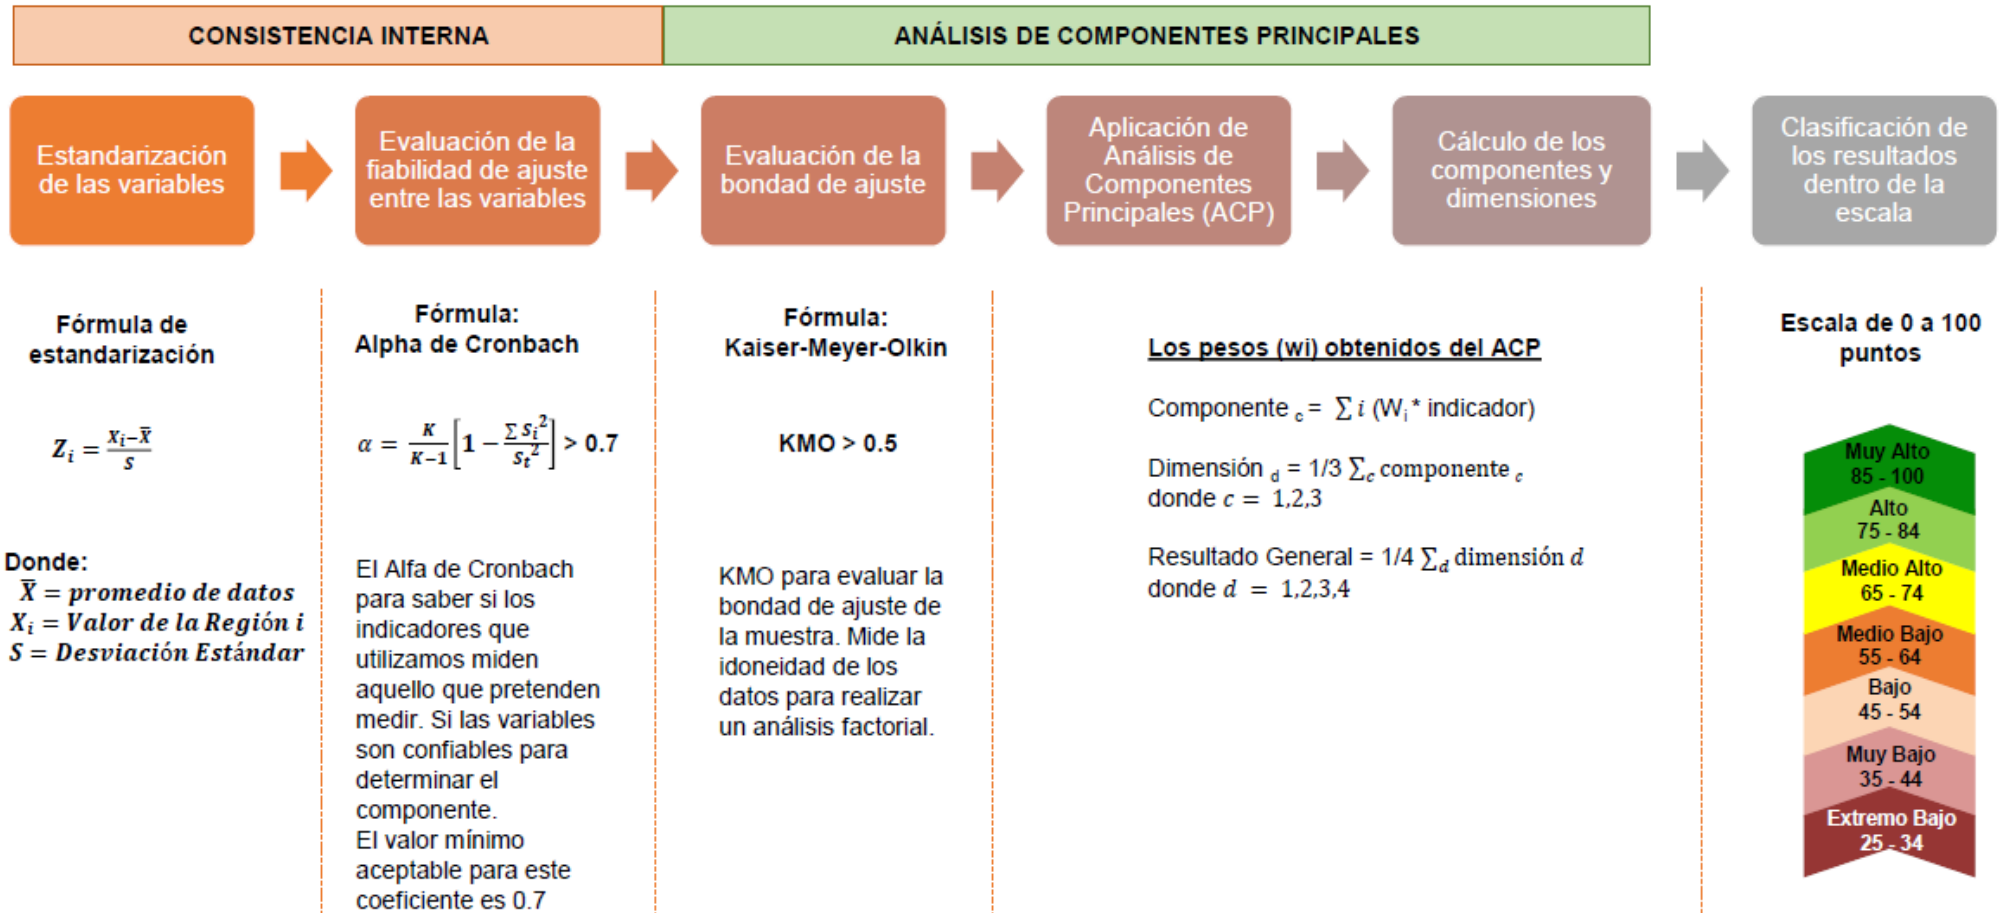 CONSISTENCIA INTERNA
ANÁLISIS DE COMPONENTES PRINCIPALES
Estandarización
de las variables
Evaluación de la
fiabilidad de ajuste
entre las variables
Evaluación de la
bondad de ajuste
Aplicación de
Análisis de
Componentes
Principales (ACP)
Cálculo de los
componentes y
dimensiones
Clasificación de
los resultados
dentro de la
escala
Fórmula de
estandarización
Z_i = (X_i − X̅) / S
Donde:
X̅ = promedio de datos
X_i = Valor de la Región i
S = Desviación Estándar
Fórmula:
Alpha de Cronbach
α = K/(K−1) [1 − ∑ S_i² / S_t²] > 0.7
El Alfa de Cronbach
para saber si los
indicadores que
utilizamos miden
aquello que pretenden
medir. Si las variables
son confiables para
determinar el
componente.
El valor mínimo
aceptable para este
coeficiente es 0.7
Fórmula:
Kaiser-Meyer-Olkin
KMO > 0.5
KMO para evaluar la
bondad de ajuste de
la muestra. Mide la
idoneidad de los
datos para realizar
un análisis factorial.
Los pesos (wi) obtenidos del ACP
Componente c = ∑ i (W_i * indicador)
Dimensión d = 1/3 ∑_c componente c
donde c = 1,2,3
Resultado General = 1/4 ∑_d dimensión d
donde d = 1,2,3,4
Escala de 0 a 100
puntos
Muy Alto
85 - 100
Alto
75 - 84
Medio Alto
65 - 74
Medio Bajo
55 - 64
Bajo
45 - 54
Muy Bajo
35 - 44
Extremo Bajo
25 - 34